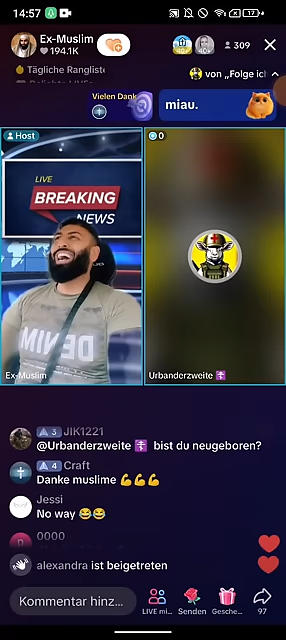 14:57
17
Ex-Muslim
194.1K
309
Tägliche Rangliste
von „Folge ich
Vielen Dank
miau.
Host
0
LIVE
BREAKING
NEWS
DENIM
Ex-Muslim
Urbanderzweite
3 JIK1221
@Urbanderzweite bist du neugeboren?
4 Craft
Danke muslime 💪💪💪
Jessi
No way 😂😂
0000
alexandra ist beigetreten
Kommentar hinz...
LIVE mi...
Senden
Gesche...
97